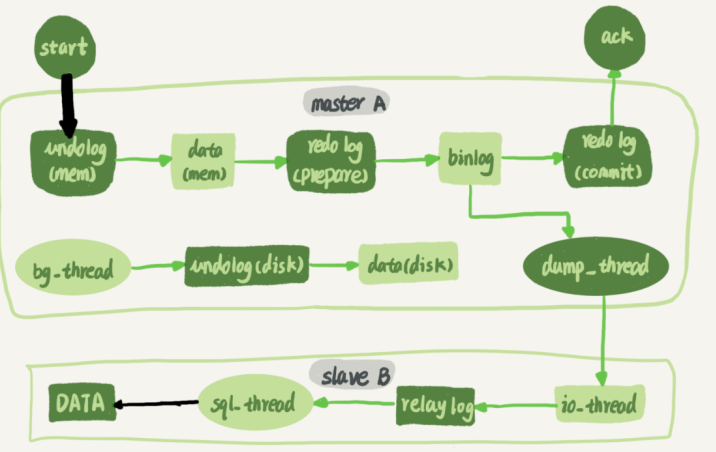 start
ack
master A
undolog
(mem)
data
(mem)
redo log
(prepare)
binlog
redo log
(commit)
bg_thread
undolog(disk)
data(disk)
dump_thread
slave B
DATA
sql_thread
relay log
io_thread